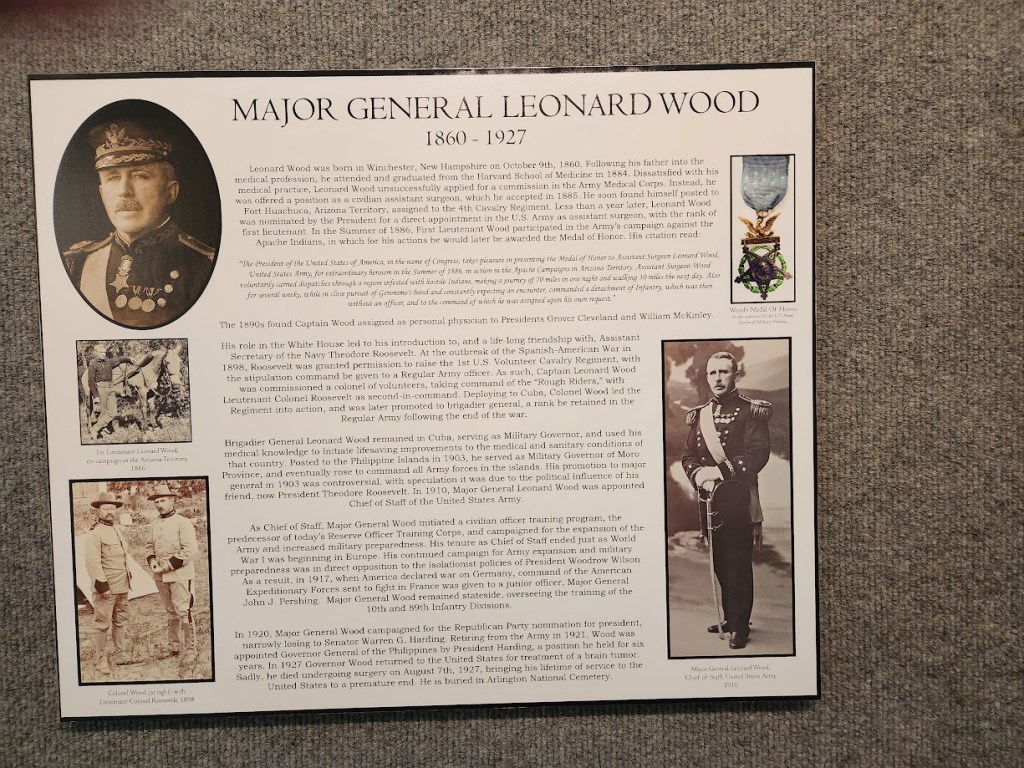 MAJOR GENERAL LEONARD WOOD
1860 - 1927
Leonard Wood was born in Winchester, New Hampshire on October 9th, 1860. Following his father into the
medical profession, he attended and graduated from the Harvard School of Medicine in 1884. Dissatisfied with his
medical practice, Leonard Wood unsuccessfully applied for a commission in the Army Medical Corps. Instead, he
was offered a position as a civilian assistant surgeon, which he accepted in 1885. He soon found himself posted to
Fort Huachuca, Arizona Territory, assigned to the 4th Cavalry Regiment. Less than a year later, Leonard Wood
was nominated by the President for a direct appointment in the U.S. Army as assistant surgeon, with the rank of
first lieutenant. In the Summer of 1886, First Lieutenant Wood participated in the Army's campaign against the
Apache Indians, in which for his actions he would later be awarded the Medal of Honor. His citation read:
"The President of the United States of America, in the name of Congress, takes pleasure in presenting the Medal of Honor to Assistant Surgeon Leonard Wood,
United States Army, for extraordinary heroism in the Summer of 1886, in action in the Apache Campaigns in Arizona Territory. Assistant Surgeon Wood
voluntarily carried dispatches through a region infested with hostile Indians, making a journey of 70 miles in one night and walking 30 miles the next day. Also
for several weeks, while in close pursuit of Geronimo's band and constantly expecting an encounter, commanded a detachment of Infantry, which was then
without an officer, and to the command of which he was assigned upon his own request."
The 1890s found Captain Wood assigned as personal physician to Presidents Grover Cleveland and William McKinley.
His role in the White House led to his introduction to, and a life-long friendship with, Assistant
Secretary of the Navy Theodore Roosevelt. At the outbreak of the Spanish-American War in
1898, Roosevelt was granted permission to raise the 1st U.S. Volunteer Cavalry Regiment, with
the stipulation command be given to a Regular Army officer. As such, Captain Leonard Wood
was commissioned a colonel of volunteers, taking command of the "Rough Riders," with
Lieutenant Colonel Roosevelt as second-in-command. Deploying to Cuba, Colonel Wood led the
Regiment into action, and was later promoted to brigadier general, a rank he retained in the
Regular Army following the end of the war.
Brigadier General Leonard Wood remained in Cuba, serving as Military Governor, and used his
medical knowledge to initiate lifesaving improvements to the medical and sanitary conditions of
that country. Posted to the Philippine Islands in 1903, he served as Military Governor of Moro
Province, and eventually rose to command all Army forces in the islands. His promotion to major
general in 1903 was controversial, with speculation it was due to the political influence of his
friend, now President Theodore Roosevelt. In 1910, Major General Leonard Wood was appointed
Chief of Staff of the United States Army.
As Chief of Staff, Major General Wood initiated a civilian officer training program, the
predecessor of today's Reserve Officer Training Corps, and campaigned for the expansion of the
Army and increased military preparedness. His tenure as Chief of Staff ended just as World
War I was beginning in Europe. His continued campaign for Army expansion and military
preparedness was in direct opposition to the isolationist policies of President Woodrow Wilson.
As a result, in 1917, when America declared war on Germany, command of the American
Expeditionary Forces sent to fight in France was given to a junior officer, Major General
John J. Pershing. Major General Wood remained stateside, overseeing the training of the
10th and 89th Infantry Divisions.
In 1920, Major General Wood campaigned for the Republican Party nomination for president,
narrowly losing to Senator Warren G. Harding. Retiring from the Army in 1921, Wood was
appointed Governor General of the Philippines by President Harding, a position he held for six
years. In 1927 Governor Wood returned to the United States for treatment of a brain tumor.
Sadly, he died undergoing surgery on August 7th, 1927, bringing his lifetime of service to the
United States to a premature end. He is buried in Arlington National Cemetery.
Wood's Medal Of Honor
1st Lieutenant Leonard Wood,
on campaign in the Arizona Territory,
1886
Colonel Wood (at right) with
Lieutenant Colonel Roosevelt, 1898
Major General Leonard Wood,
Chief of Staff, United States Army,
1910